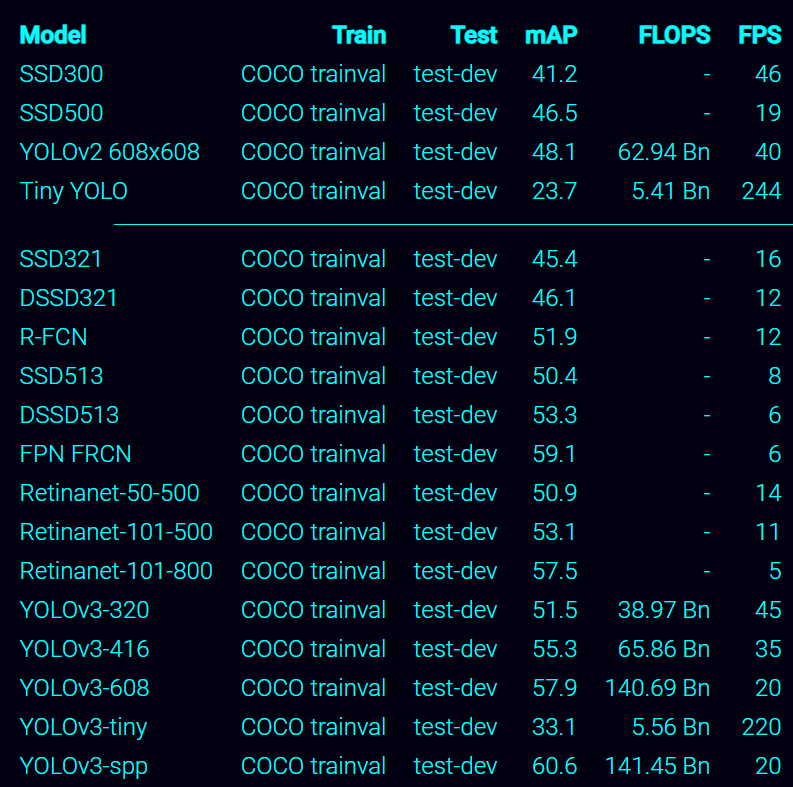 Model Train Test mAP FLOPS FPS
SSD300 COCO trainval test-dev 41.2 - 46
SSD500 COCO trainval test-dev 46.5 - 19
YOLOv2 608x608 COCO trainval test-dev 48.1 62.94 Bn 40
Tiny YOLO COCO trainval test-dev 23.7 5.41 Bn 244
SSD321 COCO trainval test-dev 45.4 - 16
DSSD321 COCO trainval test-dev 46.1 - 12
R-FCN COCO trainval test-dev 51.9 - 12
SSD513 COCO trainval test-dev 50.4 - 8
DSSD513 COCO trainval test-dev 53.3 - 6
FPN FRCN COCO trainval test-dev 59.1 - 6
Retinanet-50-500 COCO trainval test-dev 50.9 - 14
Retinanet-101-500 COCO trainval test-dev 53.1 - 11
Retinanet-101-800 COCO trainval test-dev 57.5 - 5
YOLOv3-320 COCO trainval test-dev 51.5 38.97 Bn 45
YOLOv3-416 COCO trainval test-dev 55.3 65.86 Bn 35
YOLOv3-608 COCO trainval test-dev 57.9 140.69 Bn 20
YOLOv3-tiny COCO trainval test-dev 33.1 5.56 Bn 220
YOLOv3-spp COCO trainval test-dev 60.6 141.45 Bn 20